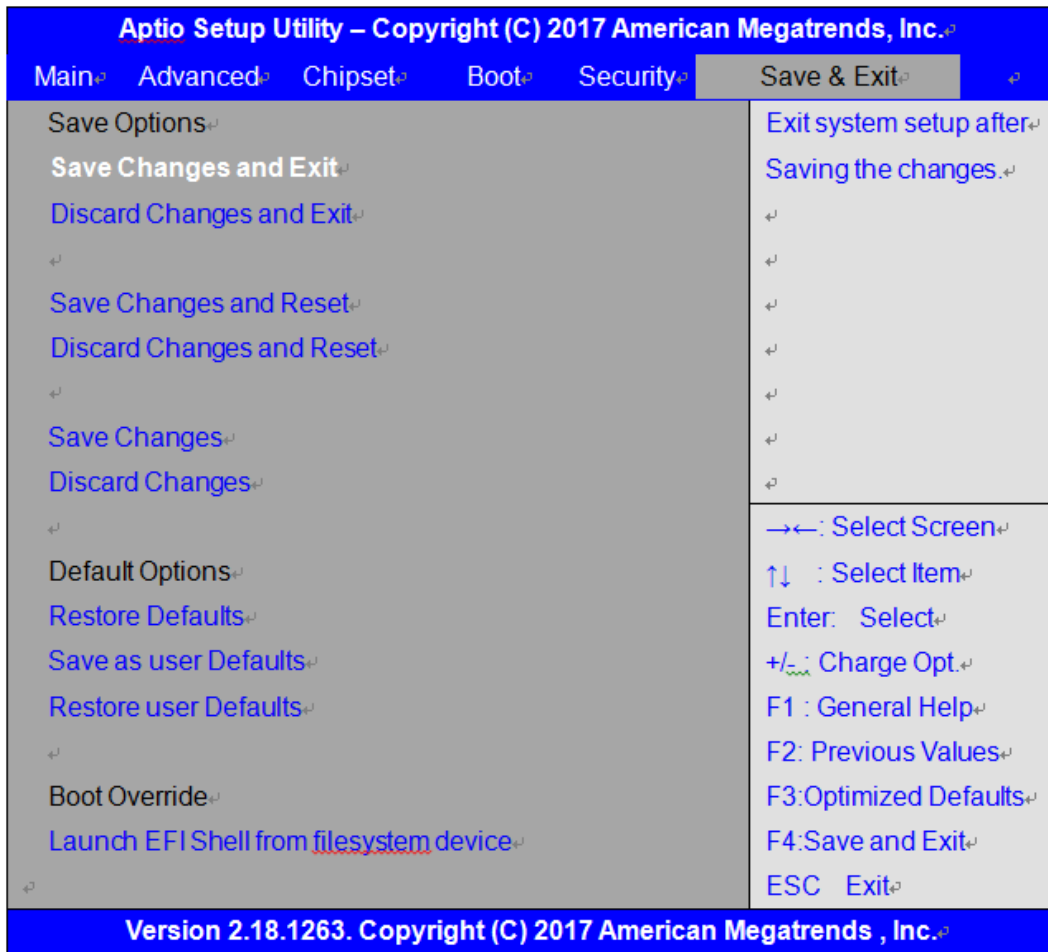 Aptio Setup Utility – Copyright (C) 2017 American Megatrends, Inc.
Main Advanced Chipset Boot Security Save & Exit
Save Options
Save Changes and Exit
Discard Changes and Exit
Save Changes and Reset
Discard Changes and Reset
Save Changes
Discard Changes
Default Options
Restore Defaults
Save as user Defaults
Restore user Defaults
Boot Override
Launch EFI Shell from filesystem device
Exit system setup after
Saving the changes.
→←: Select Screen
↑↓ : Select Item
Enter: Select
+/- : Charge Opt.
F1 : General Help
F2: Previous Values
F3:Optimized Defaults
F4:Save and Exit
ESC Exit
Version 2.18.1263. Copyright (C) 2017 American Megatrends , Inc.